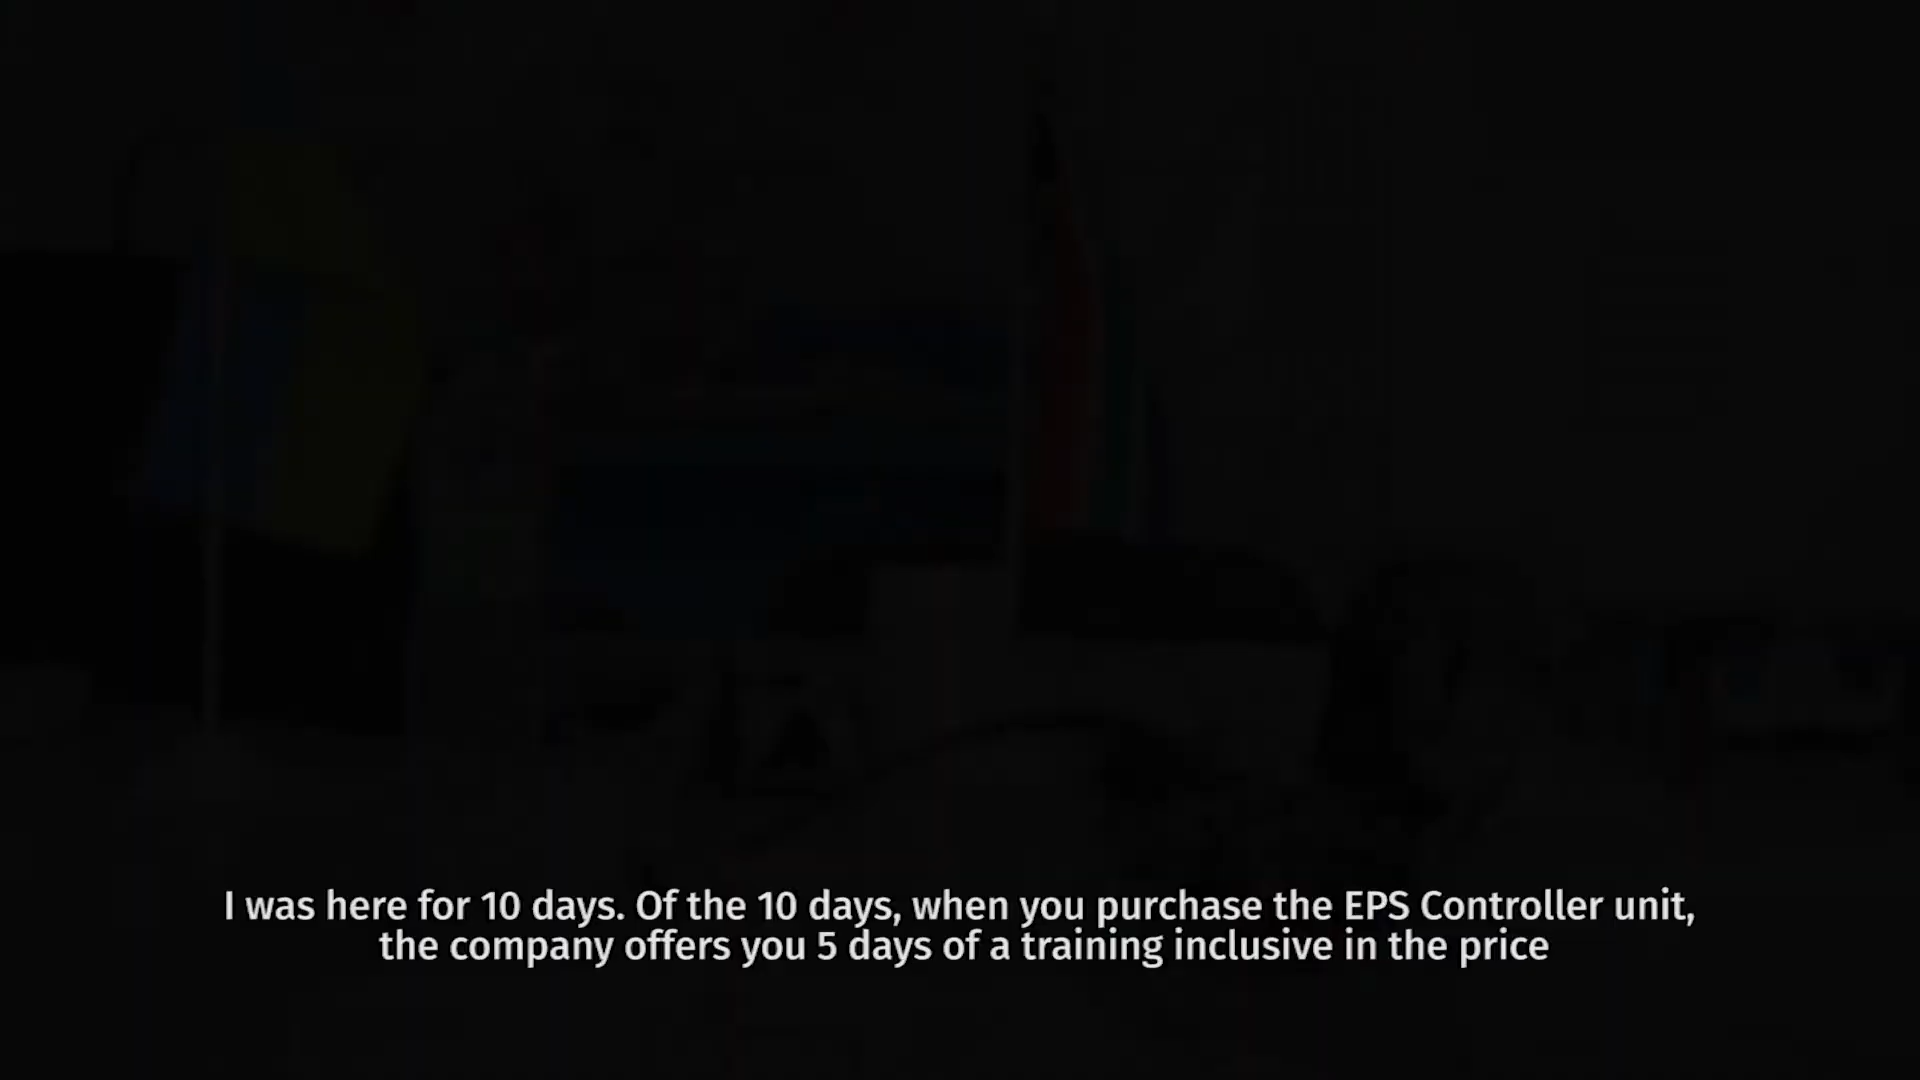 I was here for 10 days. Of the 10 days, when you purchase the EPS Controller unit,
the company offers you 5 days of a training inclusive in the price